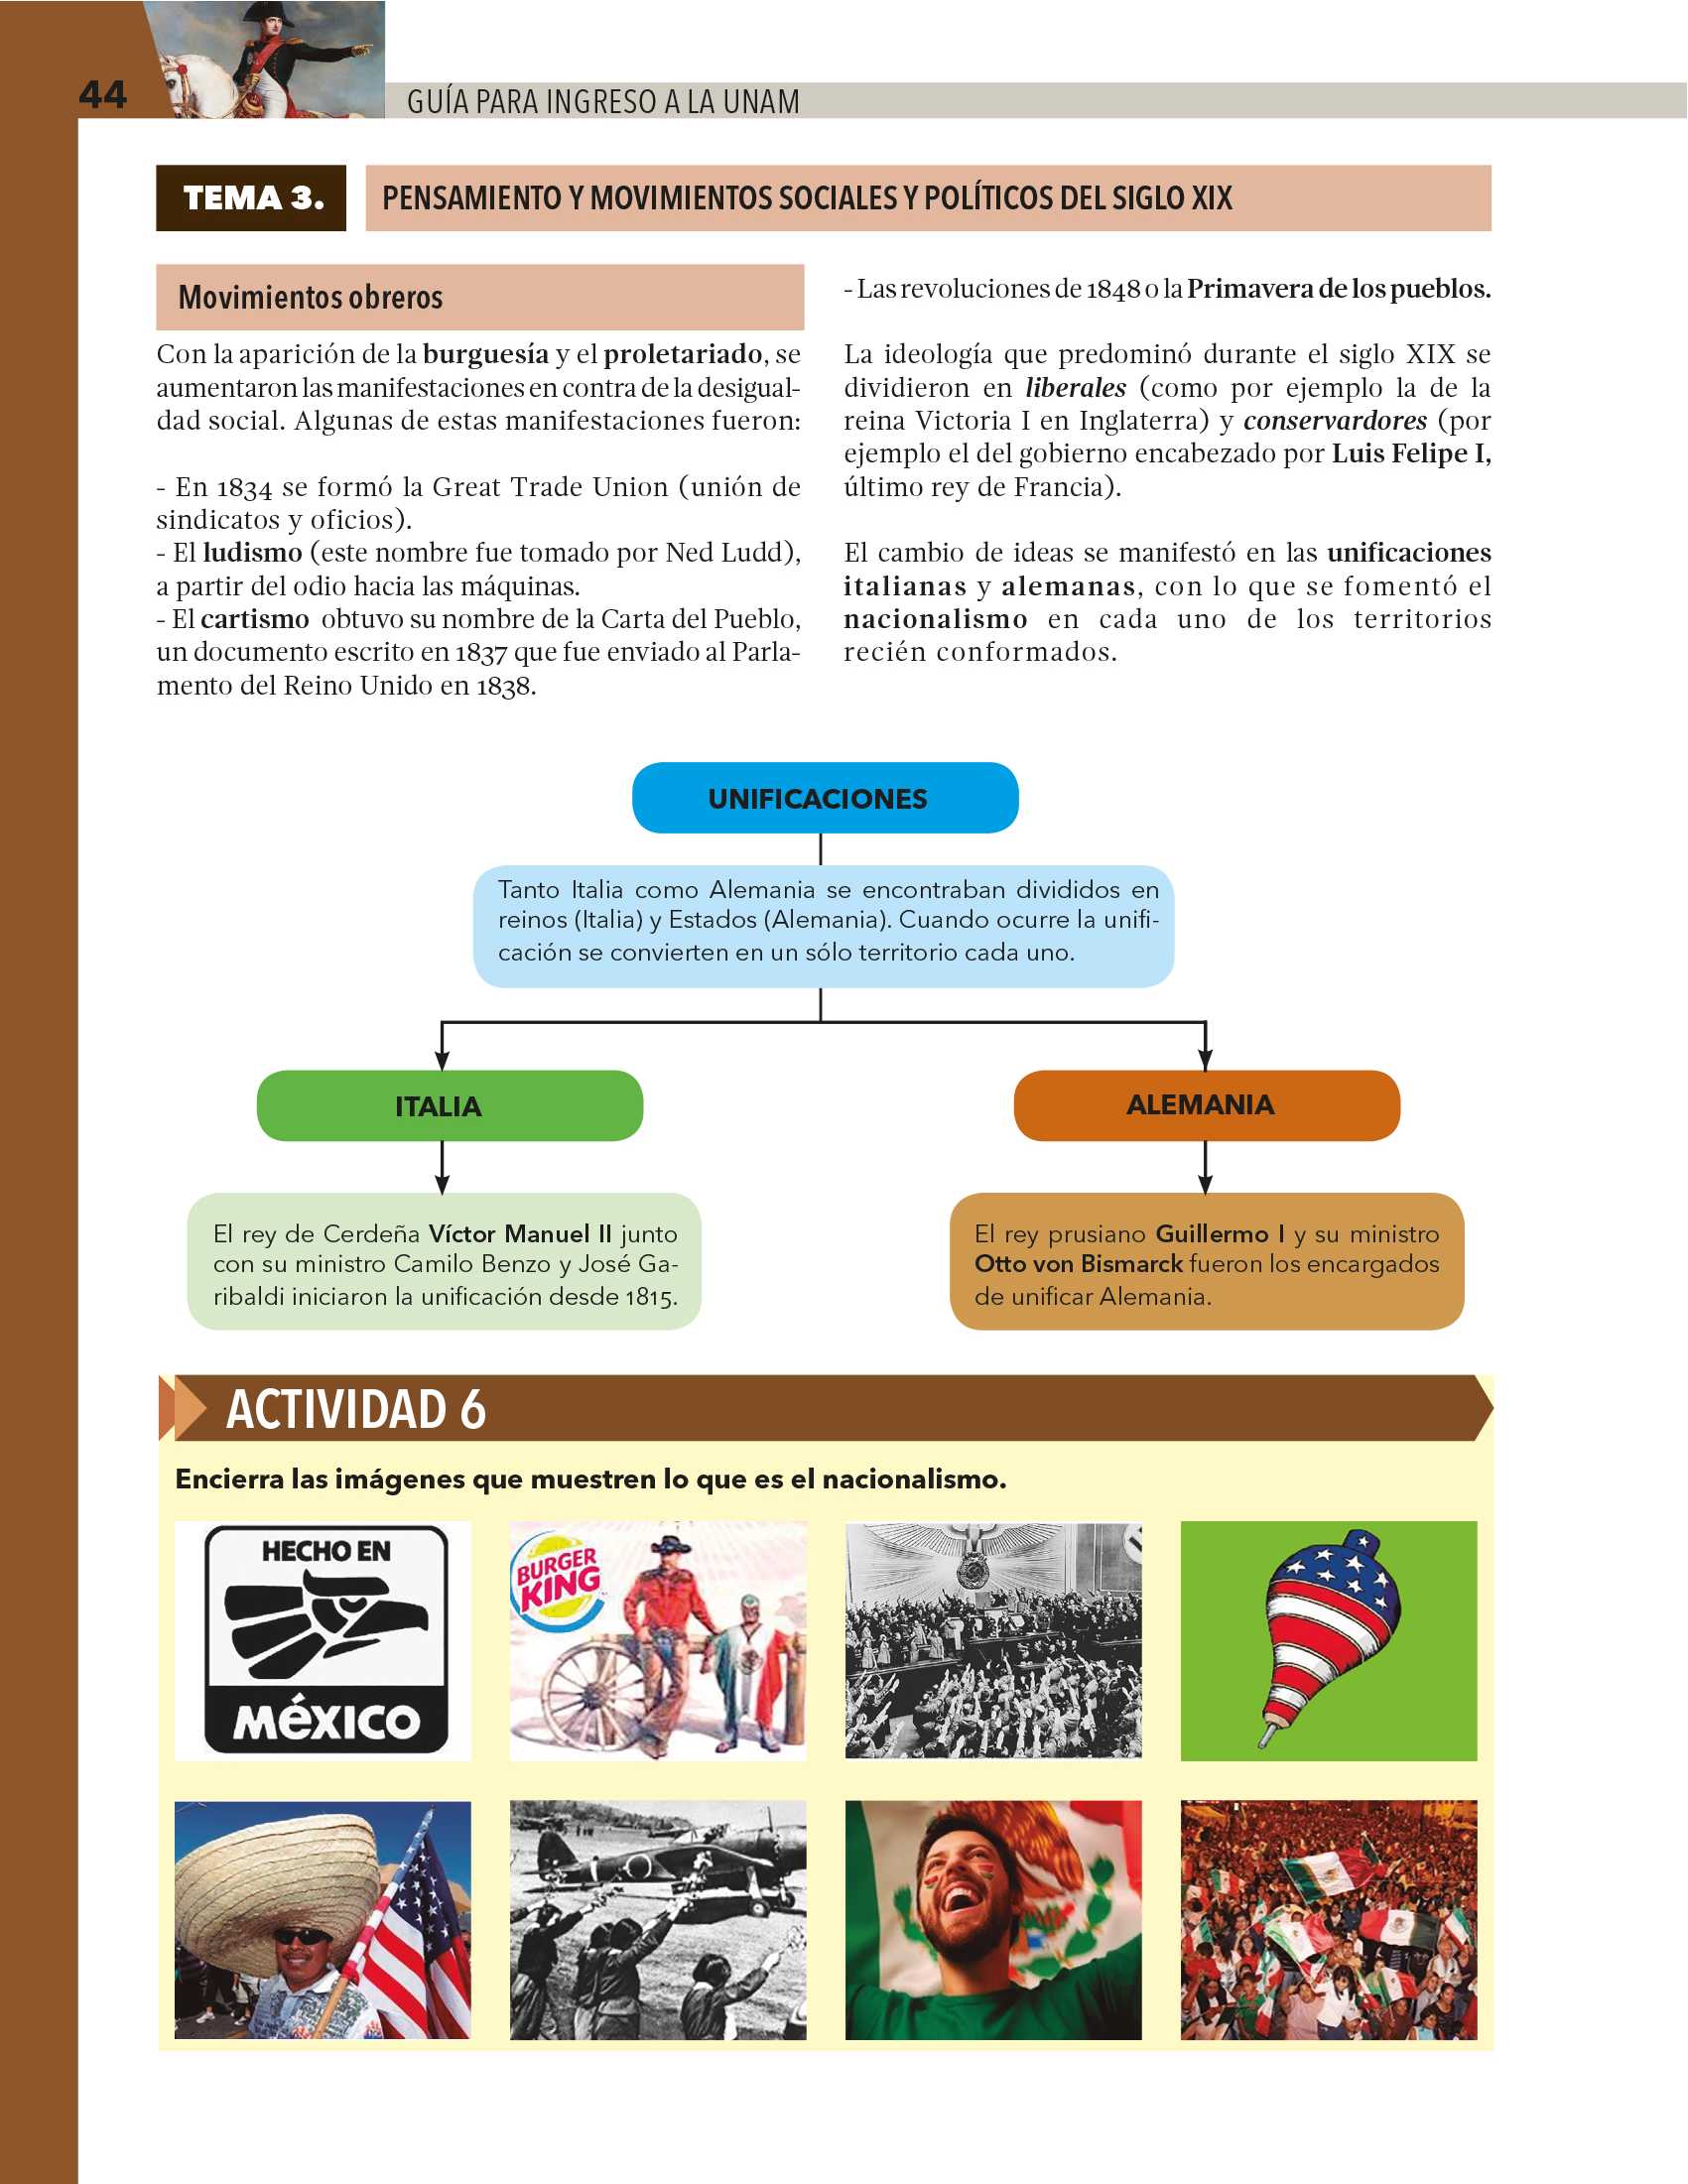 44
GUÍA PARA INGRESO A LA UNAM
TEMA 3.
PENSAMIENTO Y MOVIMIENTOS SOCIALES Y POLÍTICOS DEL SIGLO XIX
Movimientos obreros
Con la aparición de la burguesía y el proletariado, se
aumentaron las manifestaciones en contra de la desigual-
dad social. Algunas de estas manifestaciones fueron:
- En 1834 se formó la Great Trade Union (unión de
sindicatos y oficios).
- El ludismo (este nombre fue tomado por Ned Ludd),
a partir del odio hacia las máquinas.
- El cartismo obtuvo su nombre de la Carta del Pueblo,
un documento escrito en 1837 que fue enviado al Parla-
mento del Reino Unido en 1838.
- Las revoluciones de 1848 o la Primavera de los pueblos.
La ideología que predominó durante el siglo XIX se
dividieron en liberales (como por ejemplo la de la
reina Victoria I en Inglaterra) y conservardores (por
ejemplo el del gobierno encabezado por Luis Felipe I,
último rey de Francia).
El cambio de ideas se manifestó en las unificaciones
italianas y alemanas, con lo que se fomentó el
nacionalismo en cada uno de los territorios
recién conformados.
UNIFICACIONES
Tanto Italia como Alemania se encontraban divididos en
reinos (Italia) y Estados (Alemania). Cuando ocurre la unifi-
cación se convierten en un sólo territorio cada uno.
ITALIA
ALEMANIA
El rey de Cerdeña Víctor Manuel II junto
con su ministro Camilo Benzo y José Ga-
ribaldi iniciaron la unificación desde 1815.
El rey prusiano Guillermo I y su ministro
Otto von Bismarck fueron los encargados
de unificar Alemania.
ACTIVIDAD 6
Encierra las imágenes que muestren lo que es el nacionalismo.
HECHO EN
MéXICO
BURGER
KING